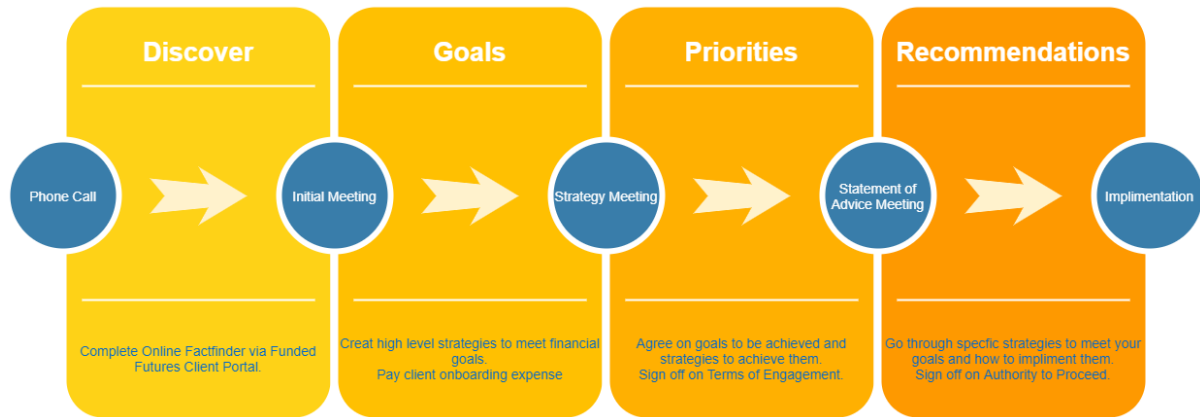 Discover
Goals
Priorities
Recommendations
Phone Call
Initial Meeting
Strategy Meeting
Statement of
Advice Meeting
Implimentation
Complete Online Factfinder via Funded
Futures Client Portal.
Creat high level strategies to meet financial
goals.
Pay client onboarding expense
Agree on goals to be achieved and
strategies to achieve them.
Sign off on Terms of Engagement.
Go through specfic strategies to meet your
goals and how to impliment them.
Sign off on Authority to Proceed.